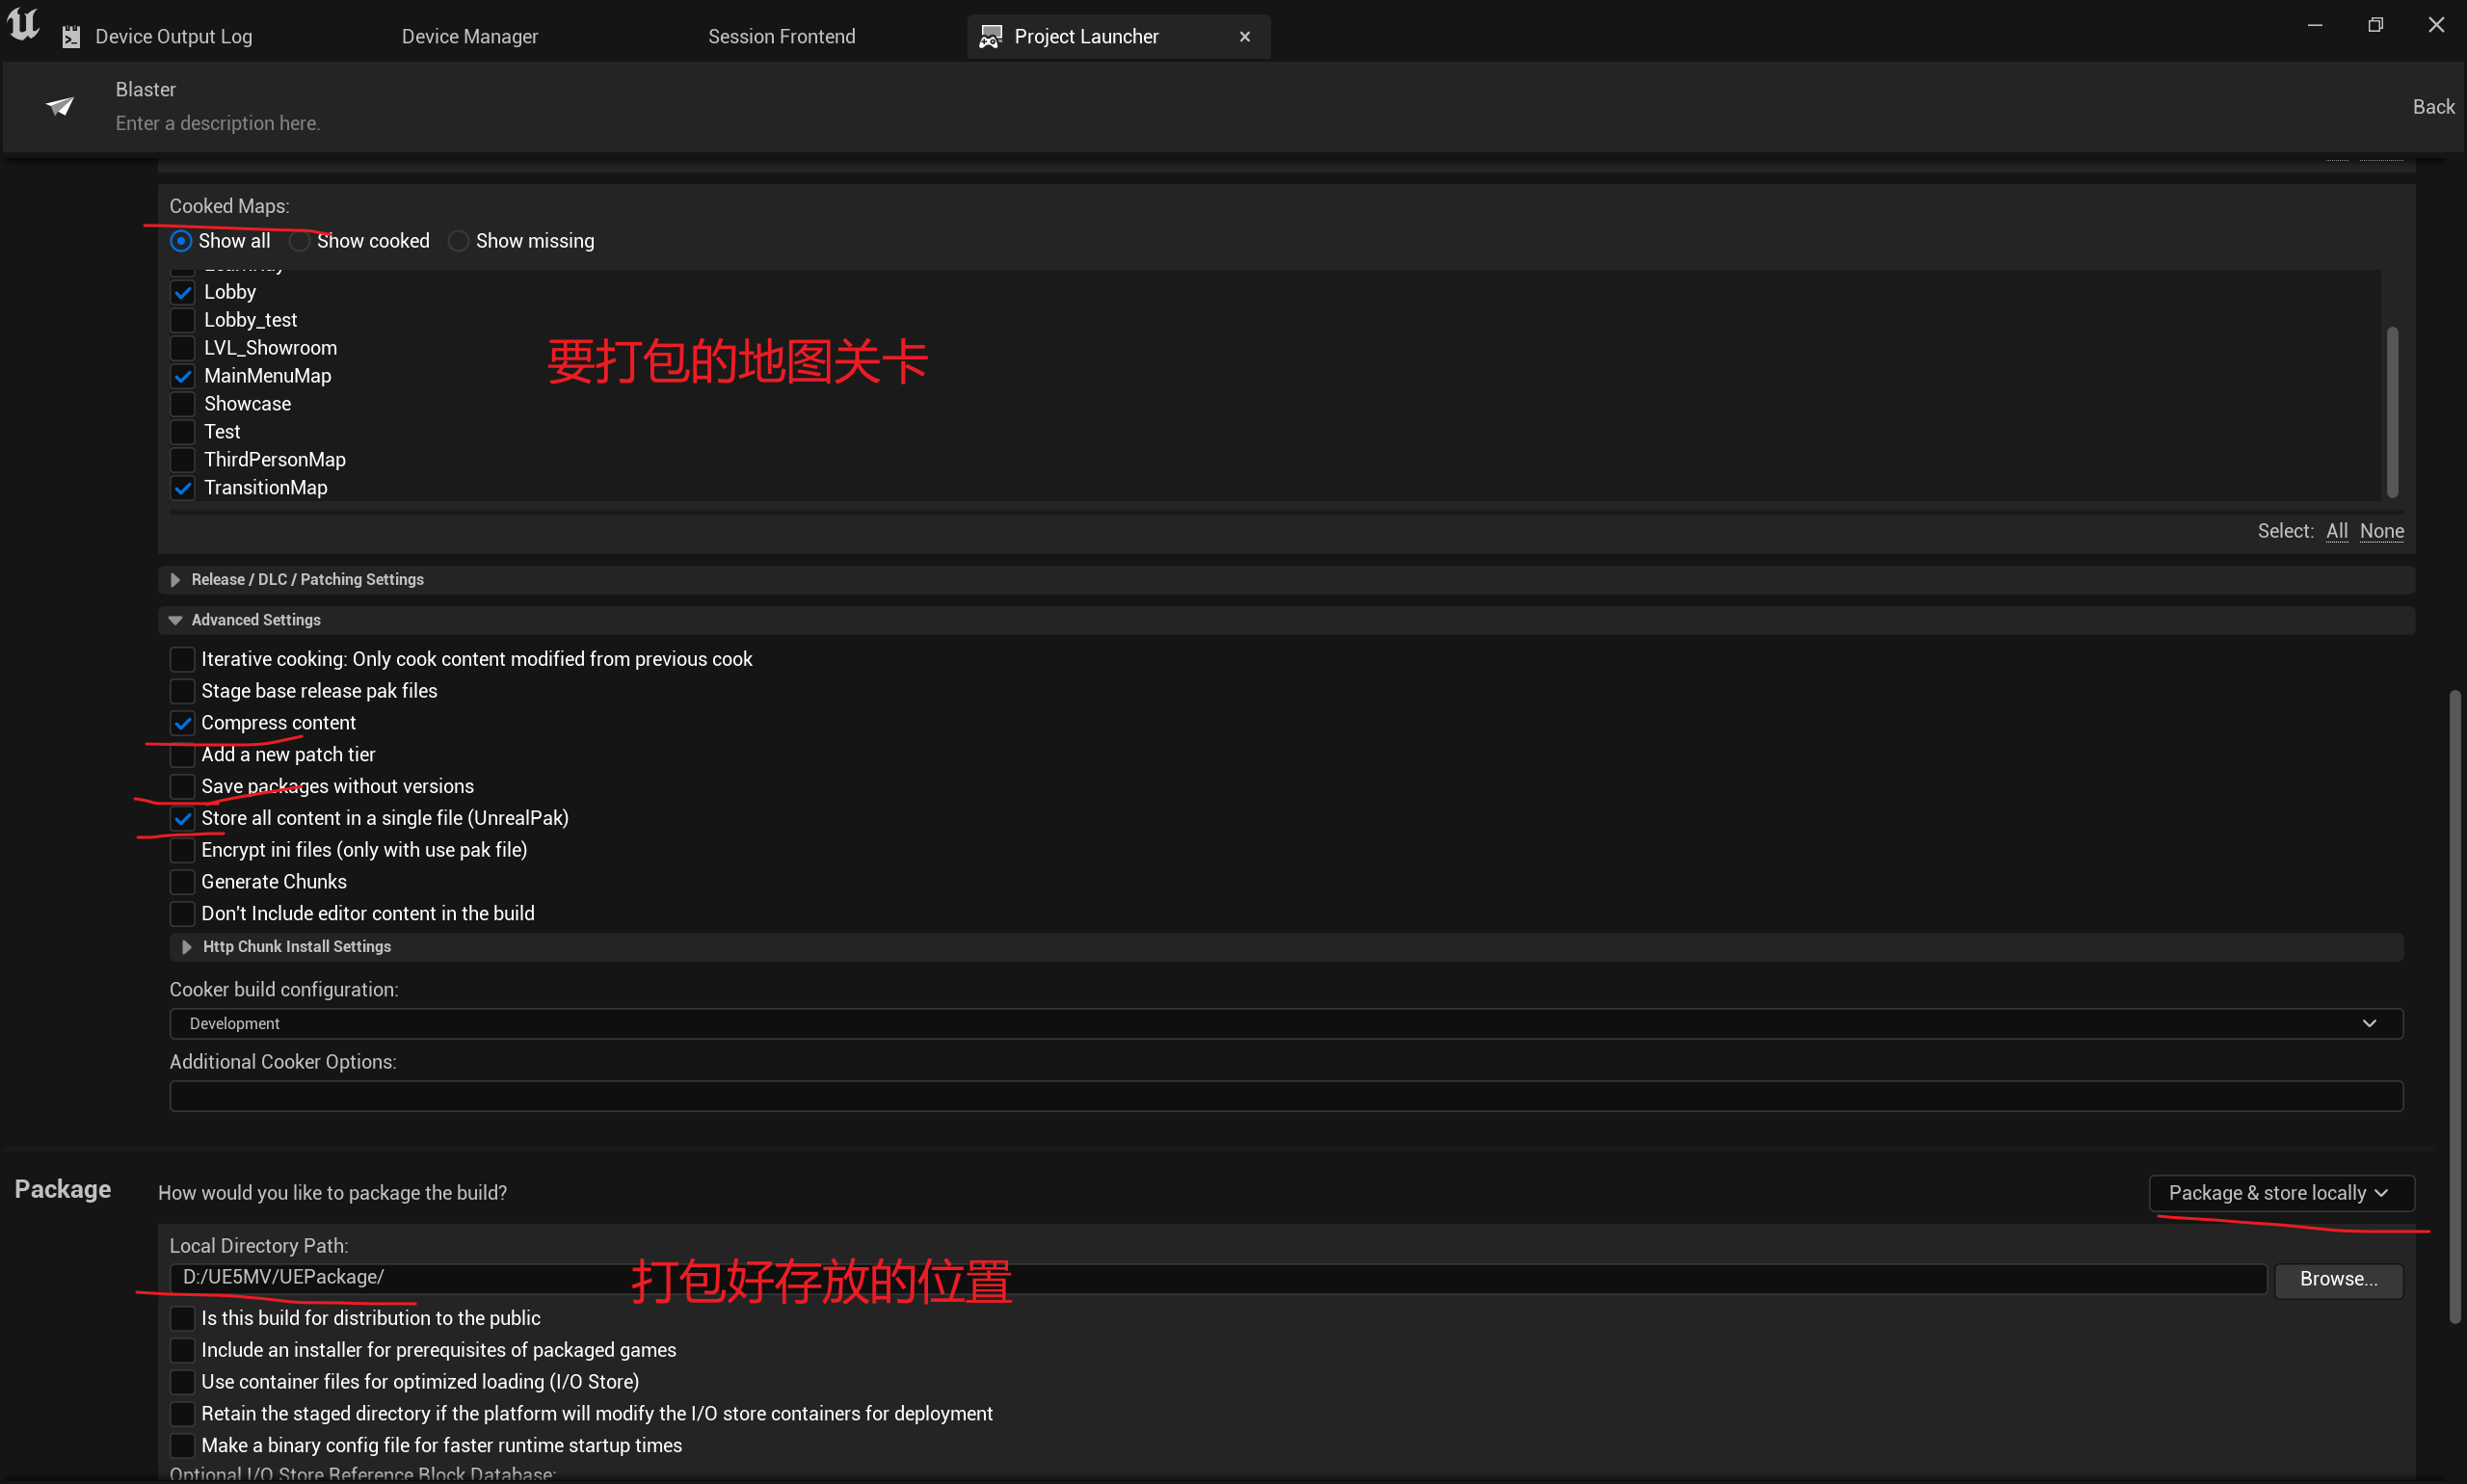 Device Output Log
Device Manager
Session Frontend
Project Launcher
Blaster
Enter a description here.
Back
Cooked Maps:
Show all
Show cooked
Show missing
Lobby
Lobby_test
LVL_Showroom
要打包的地图关卡
MainMenuMap
Showcase
Test
ThirdPersonMap
TransitionMap
Select: All None
Release / DLC / Patching Settings
Advanced Settings
Iterative cooking: Only cook content modified from previous cook
Stage base release pak files
Compress content
Add a new patch tier
Save packages without versions
Store all content in a single file (UnrealPak)
Encrypt ini files (only with use pak file)
Generate Chunks
Don't Include editor content in the build
Http Chunk Install Settings
Cooker build configuration:
Development
Additional Cooker Options:
Package
How would you like to package the build?
Package & store locally
Local Directory Path:
D:/UE5MV/UEPackage/
打包好存放的位置
Browse...
Is this build for distribution to the public
Include an installer for prerequisites of packaged games
Use container files for optimized loading (I/O Store)
Retain the staged directory if the platform will modify the I/O store containers for deployment
Make a binary config file for faster runtime startup times
Optional I/O Store Reference Block Database: